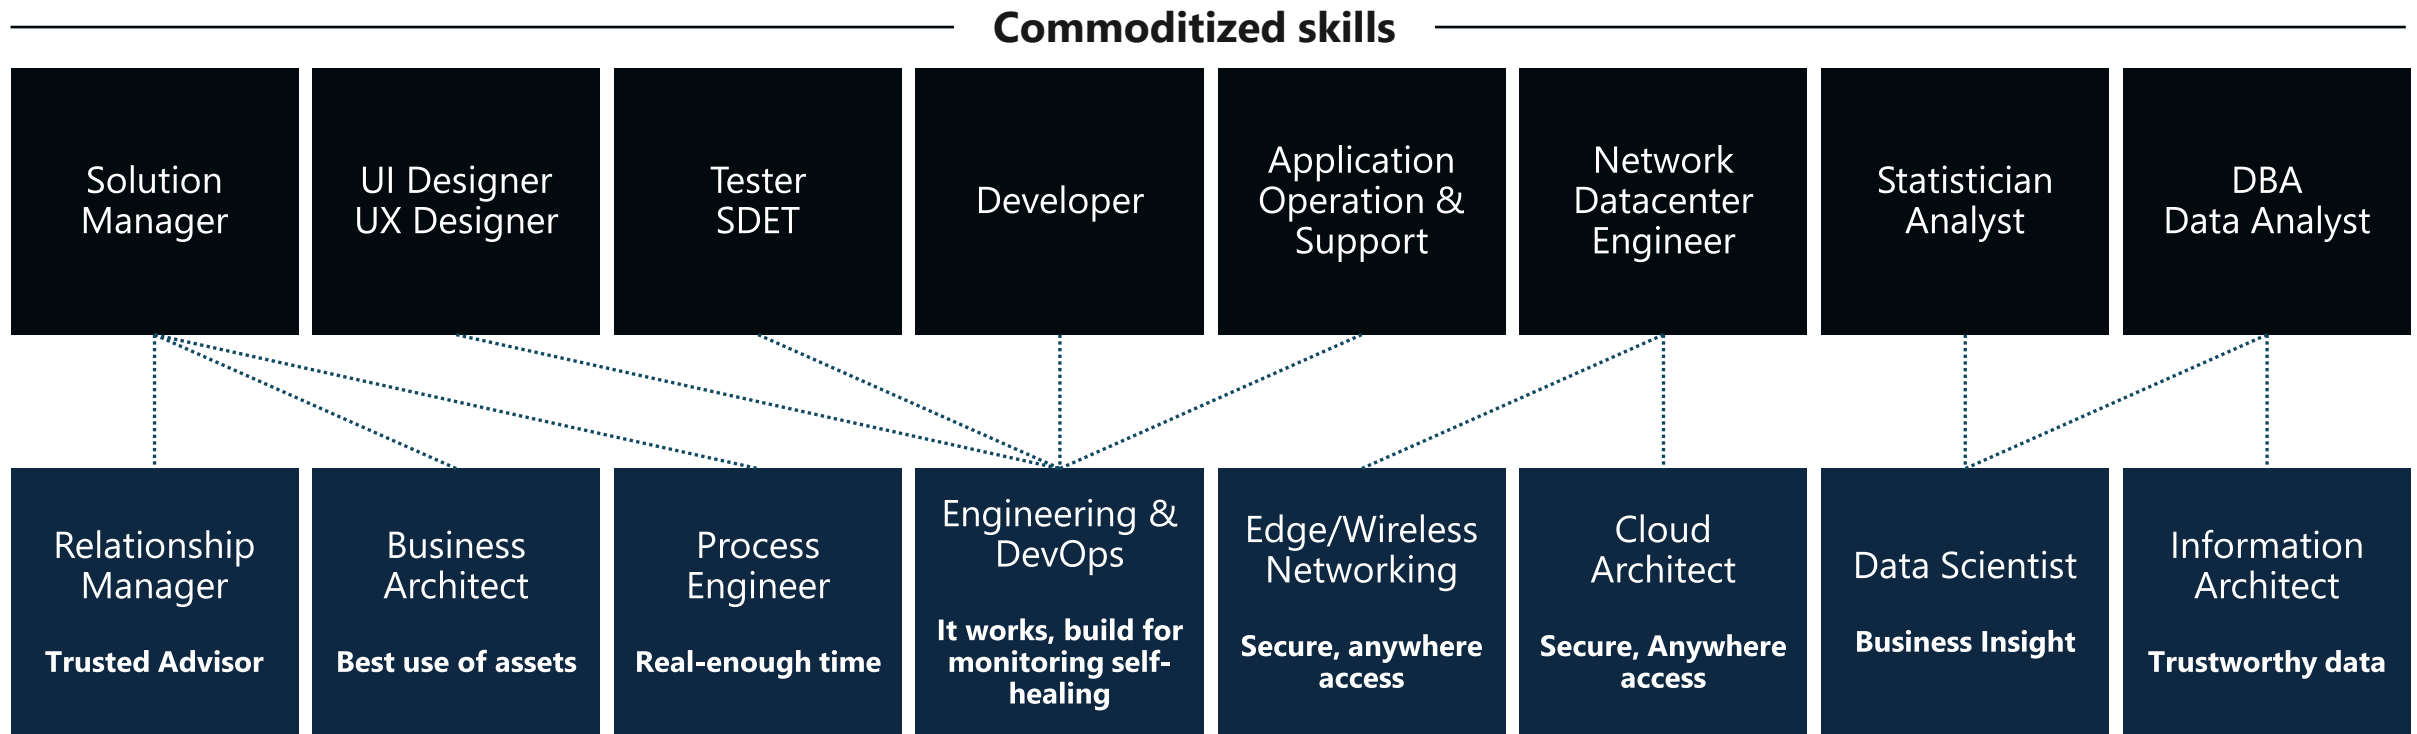 Commoditized skills
Solution
Manager
UI Designer
UX Designer
Tester
SDET
Developer
Application
Operation &
Support
Network
Datacenter
Engineer
Statistician
Analyst
DBA
Data Analyst
Relationship
Manager
Trusted Advisor
Business
Architect
Best use of assets
Process
Engineer
Real-enough time
Engineering &
DevOps
It works, build for
monitoring self-
healing
Edge/Wireless
Networking
Secure, anywhere
access
Cloud
Architect
Secure, Anywhere
access
Data Scientist
Business Insight
Information
Architect
Trustworthy data